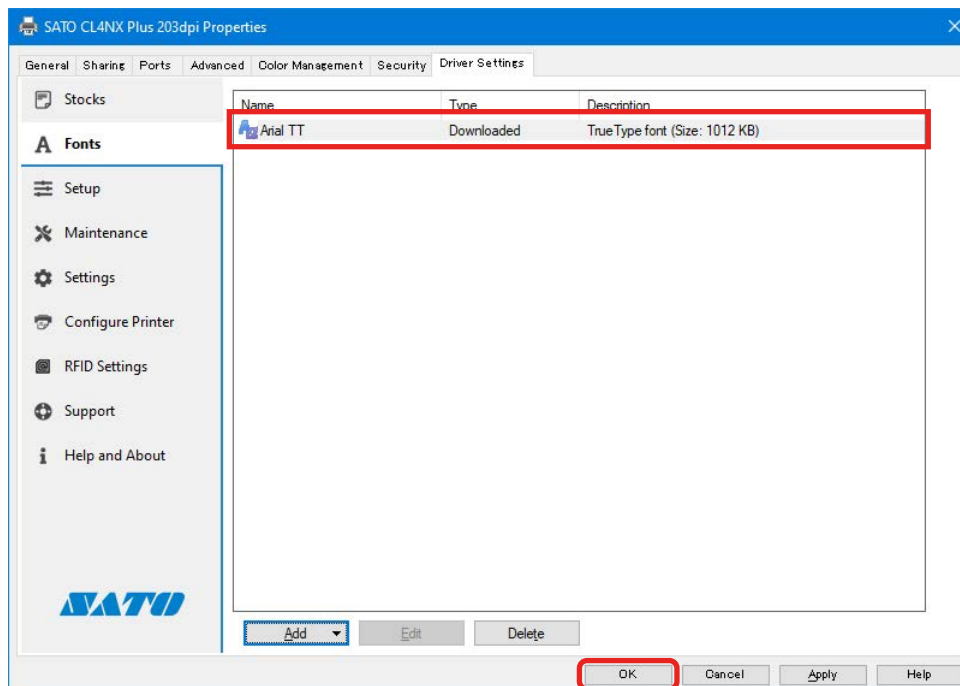 SATO CL4NX Plus 203dpi Properties
General Sharing Ports Advanced Color Management Security Driver Settings
Stocks
Fonts
Setup
Maintenance
Settings
Configure Printer
RFID Settings
Support
Help and About
SATO
Name Type Description
Arial TT Downloaded TrueType font (Size: 1012 KB)
Add Edit Delete
OK Cancel Apply Help